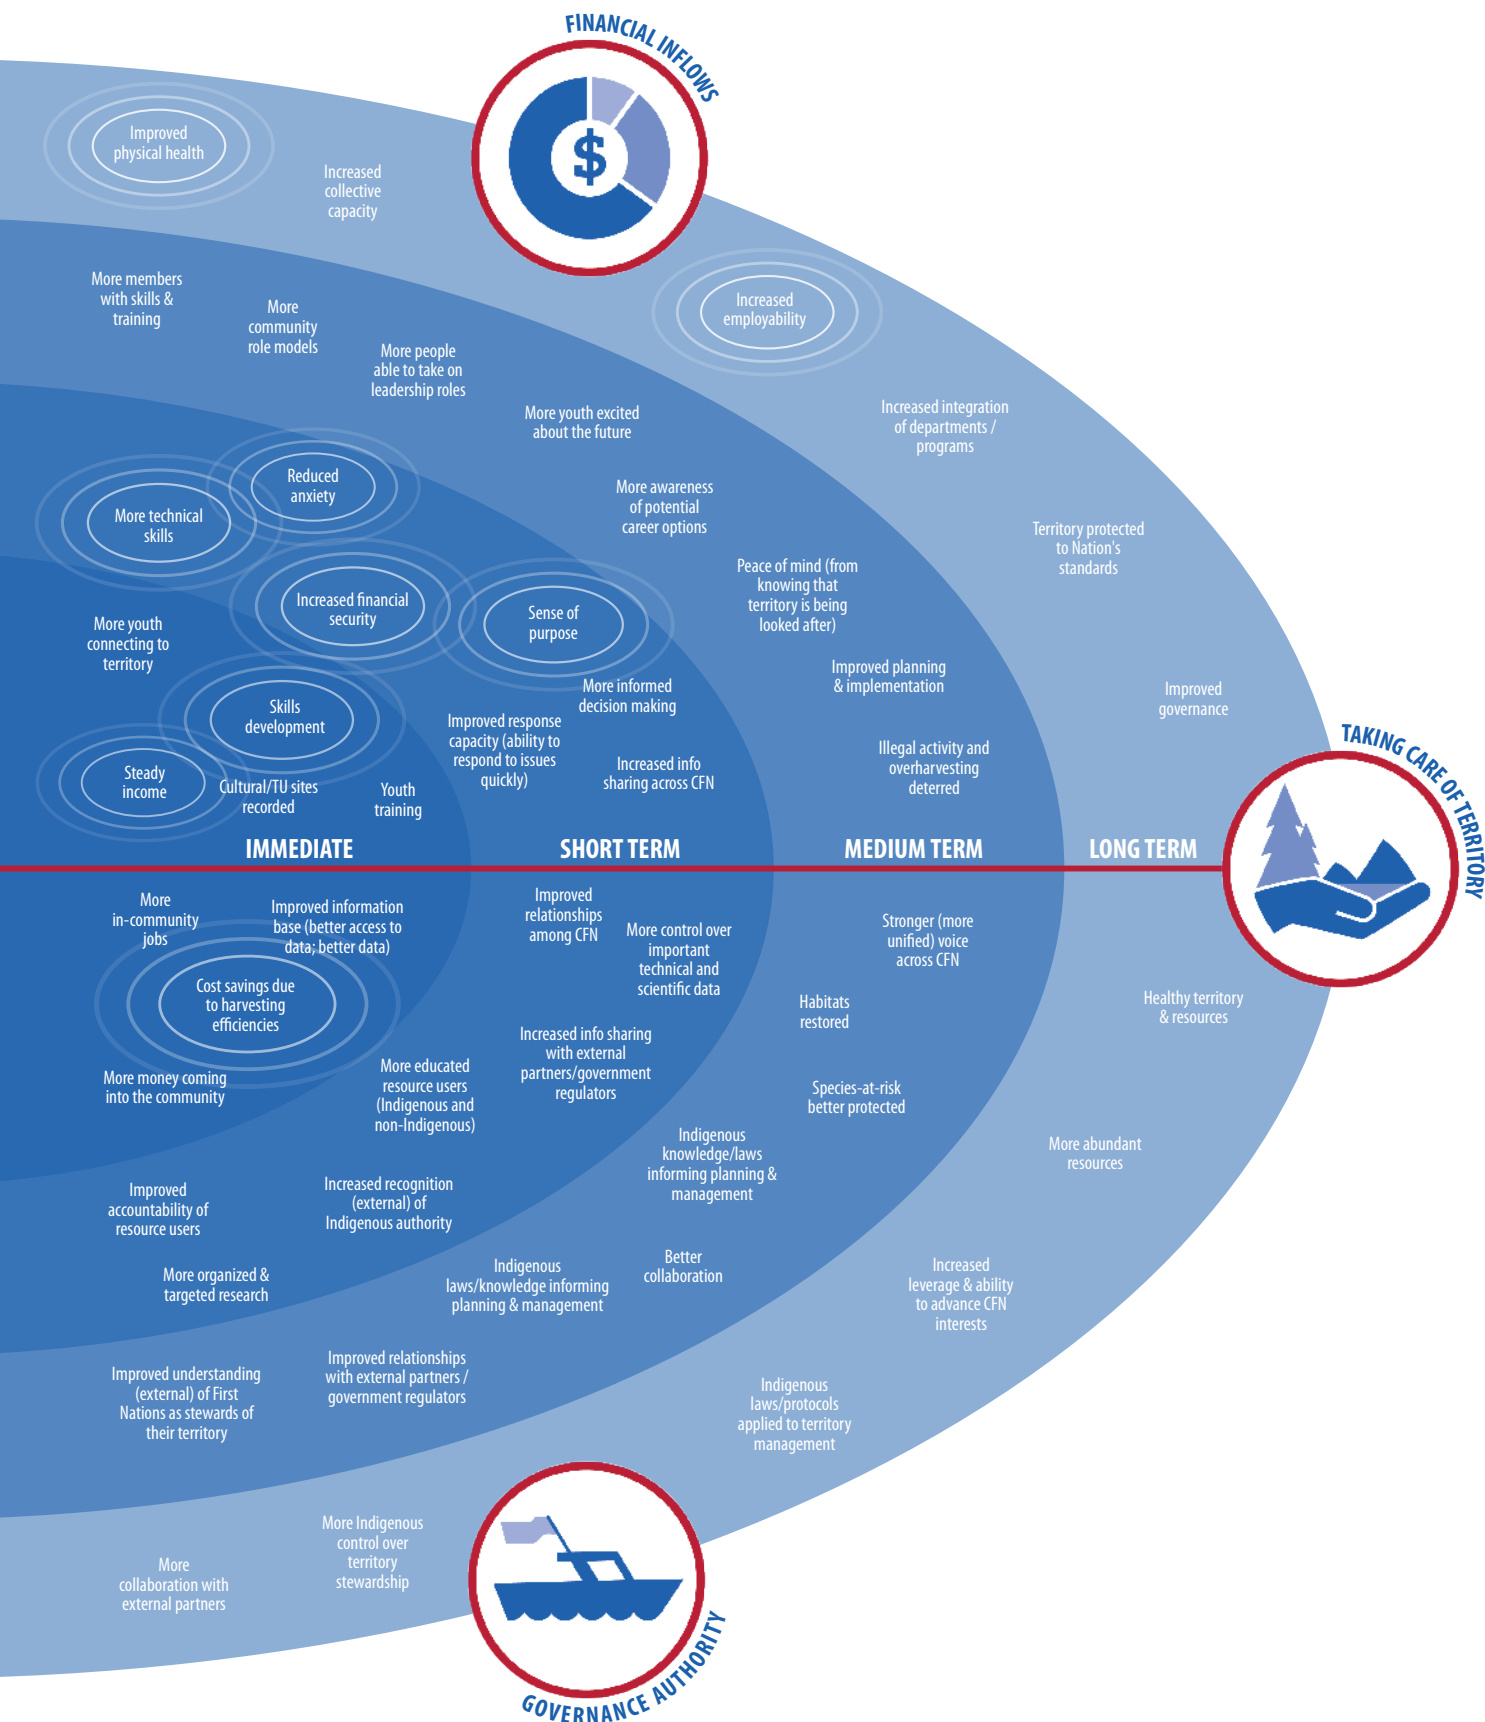 FINANCIAL INFLOWS
Improved
physical health
Increased
collective
capacity
More members
with skills &
training
More
community
role models
Increased
employability
More people
able to take on
leadership roles
More youth excited
about the future
Increased integration
of departments /
programs
Reduced
anxiety
More technical
skills
More awareness
of potential
career options
Territory protected
to Nation's
standards
Peace of mind (from
knowing that
territory is being
looked after)
Increased financial
security
Sense of
purpose
More youth
connecting to
territory
Improved planning
& implementation
More informed
decision making
Improved
governance
Skills
development
Improved response
capacity (ability to
respond to issues
quickly)
Increased info
sharing across CFN
Illegal activity and
overharvesting
deterred
Steady
income
Cultural/TU sites
recorded
Youth
training
TAKING CARE OF TERRITORY
IMMEDIATE
SHORT TERM
MEDIUM TERM
LONG TERM
More
in-community
jobs
Improved information
base (better access to
data; better data)
Improved
relationships
among CFN
More control over
important
technical and
scientific data
Stronger (more
unified) voice
across CFN
Cost savings due
to harvesting
efficiencies
Habitats
restored
Healthy territory
& resources
Increased info sharing
with external
partners/government
regulators
More money coming
into the community
More educated
resource users
(Indigenous and
non-Indigenous)
Species-at-risk
better protected
Indigenous
knowledge/laws
informing planning &
management
More abundant
resources
Improved
accountability of
resource users
Increased recognition
(external) of
Indigenous authority
More organized &
targeted research
Indigenous
laws/knowledge informing
planning & management
Better
collaboration
Increased
leverage & ability
to advance CFN
interests
Improved understanding
(external) of First
Nations as stewards of
their territory
Improved relationships
with external partners /
government regulators
Indigenous
laws/protocols
applied to territory
management
More
collaboration with
external partners
More Indigenous
control over
territory
stewardship
GOVERNANCE AUTHORITY
$